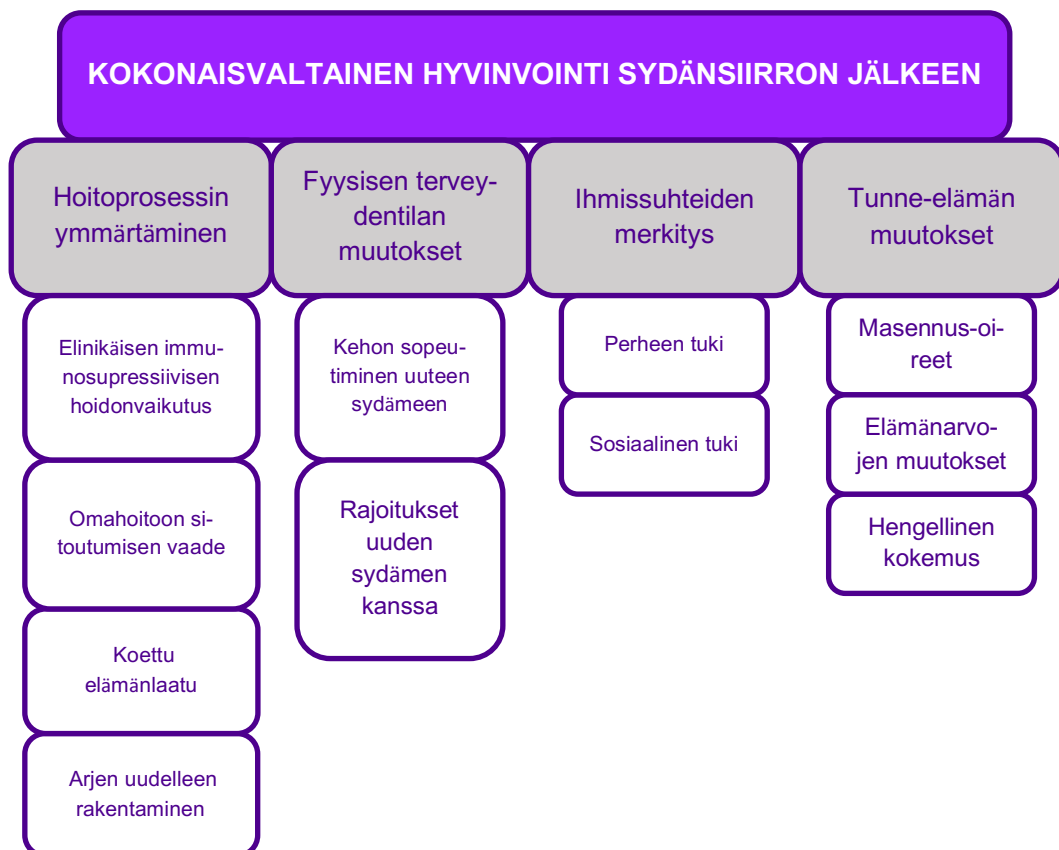 KOKONAISVALTAINEN HYVINVOINTI SYDÄNSIIRRON JÄLKEEN
Hoitoprosessin
ymmärtäminen
Elinikäisen immu-
nosupressiivisen
hoidonvaikutus
Omahoitoon si-
toutumisen vaade
Koettu
elämänlaatu
Arjen uudelleen
rakentaminen
Fyysisen tervey-
dentilan
muutokset
Kehon sopeu-
timinen uuteen
sydämeen
Rajoitukset
uuden
sydämen
kanssa
Ihmissuhteiden
merkitys
Perheen tuki
Sosiaalinen tuki
Tunne-elämän
muutokset
Masennus-oi-
reet
Elämänarvo-
jen muutokset
Hengellinen
kokemus